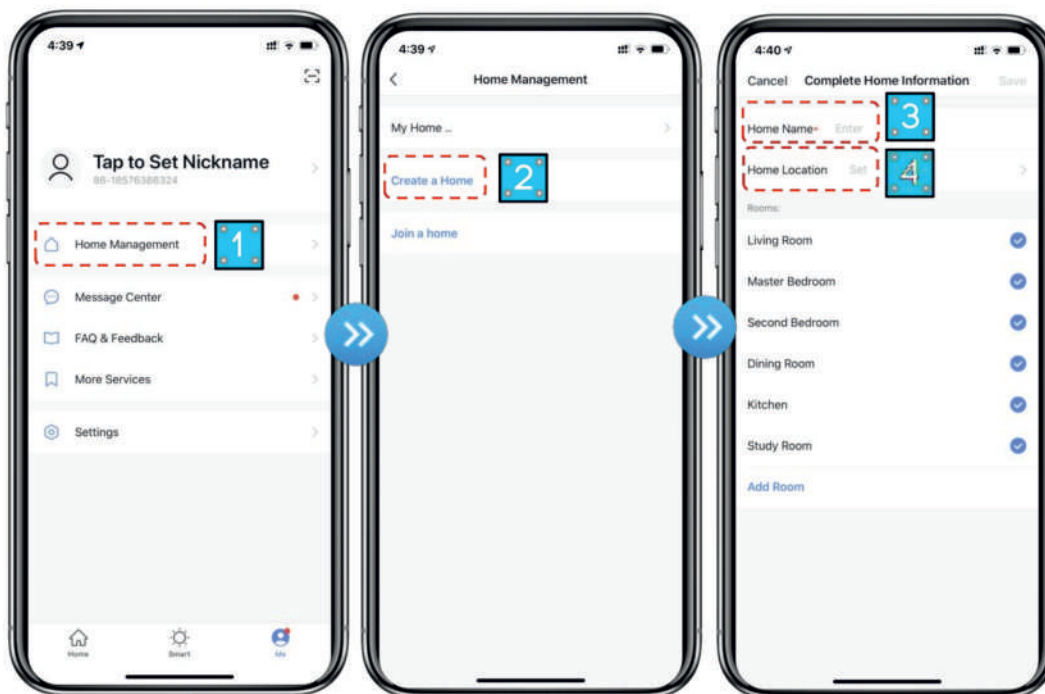 4:39
Tap to Set Nickname
86-18576386324
Home Management
1
Message Center
FAQ & Feedback
More Services
Settings
Home
Smart
Me
4:39
Home Management
My Home ..
Create a Home
2
Join a home
4:40
Cancel Complete Home Information Save
Home Name* Enter
3
Home Location Set
4
Rooms:
Living Room
Master Bedroom
Second Bedroom
Dining Room
Kitchen
Study Room
Add Room